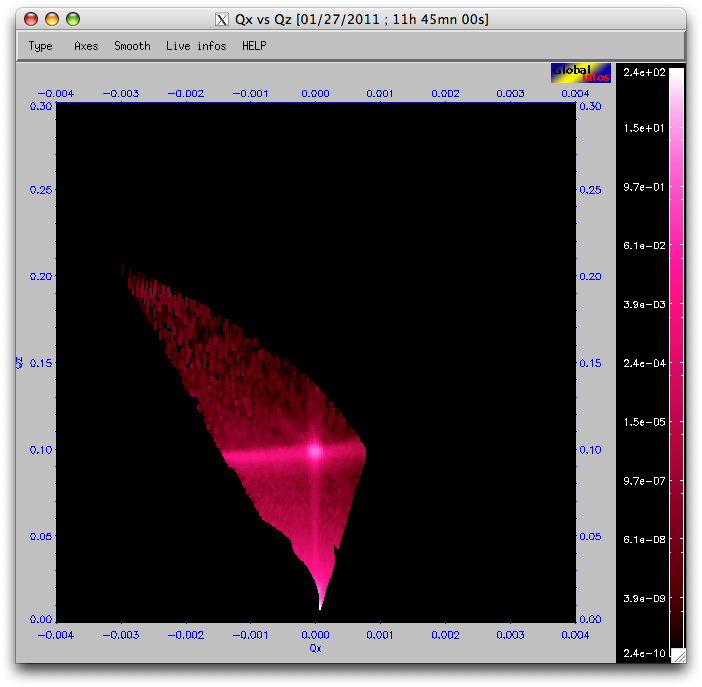 X Qx vs Qz [01/27/2011 ; 11h 45mn 00s]
Type Axes Smooth Live infos HELP
Global
infos
-0.004 -0.003 -0.002 -0.001 0.000 0.001 0.002 0.003 0.004
0.30 0.30
0.25 0.25
0.20 0.20
0.15 0.15
Qz
0.10 0.10
0.05 0.05
0.00 0.00
-0.004 -0.003 -0.002 -0.001 0.000 0.001 0.002 0.003 0.004
Qx
2.4e+02
1.5e+01
9.7e-01
6.1e-02
3.9e-03
2.4e-04
1.5e-05
9.7e-07
6.1e-08
3.9e-09
2.4e-10